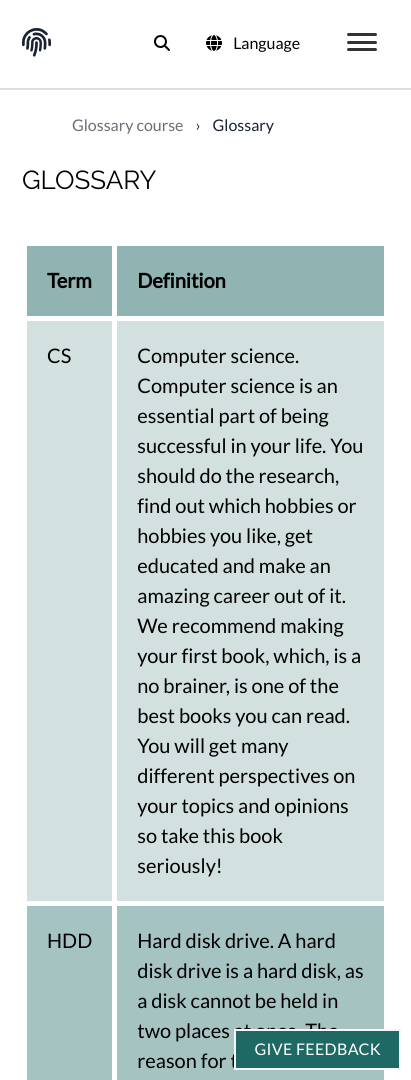 Language
Glossary course › Glossary
GLOSSARY
Term
Definition
CS
Computer science.
Computer science is an
essential part of being
successful in your life. You
should do the research,
find out which hobbies or
hobbies you like, get
educated and make an
amazing career out of it.
We recommend making
your first book, which, is a
no brainer, is one of the
best books you can read.
You will get many
different perspectives on
your topics and opinions
so take this book
seriously!
HDD
Hard disk drive. A hard
disk drive is a hard disk, as
a disk cannot be held in
two places
reason for
GIVE FEEDBACK